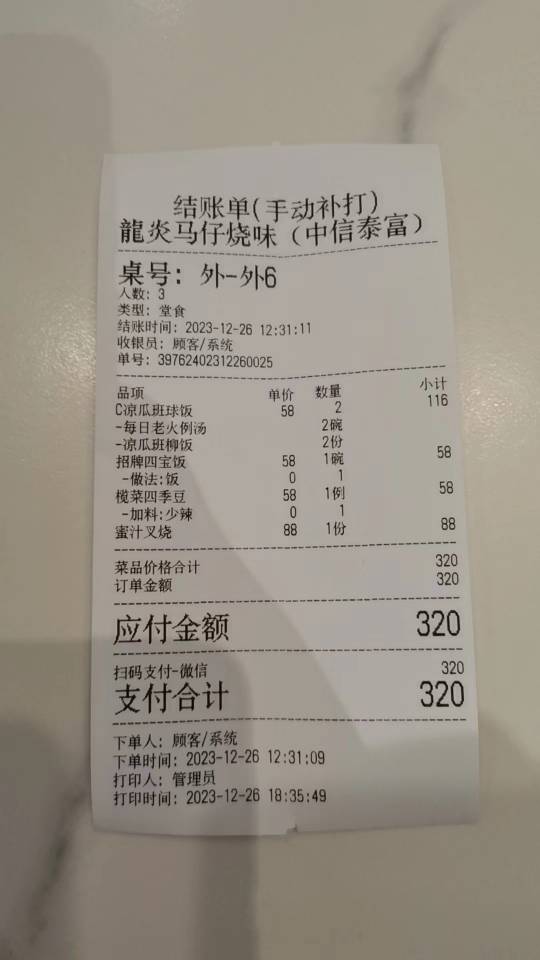 结账单(手动补打)
龍炎马仔烧味（中信泰富）
桌号: 外-外6
人数: 3
类型: 堂食
结账时间: 2023-12-26 12:31:11
收银员: 顾客/系统
单号: 39762402312260025
品项 单价 数量 小计
C凉瓜班球饭 58 2 116
-每日老火例汤 2碗
-凉瓜班柳饭 2份
招牌四宝饭 58 1碗 58
-做法:饭 0 1
榄菜四季豆 58 1例 58
-加料:少辣 0 1
蜜汁叉烧 88 1份 88
菜品价格合计 320
订单金额 320
应付金额 320
扫码支付-微信 320
支付合计 320
下单人: 顾客/系统
下单时间: 2023-12-26 12:31:09
打印人: 管理员
打印时间: 2023-12-26 18:35:49